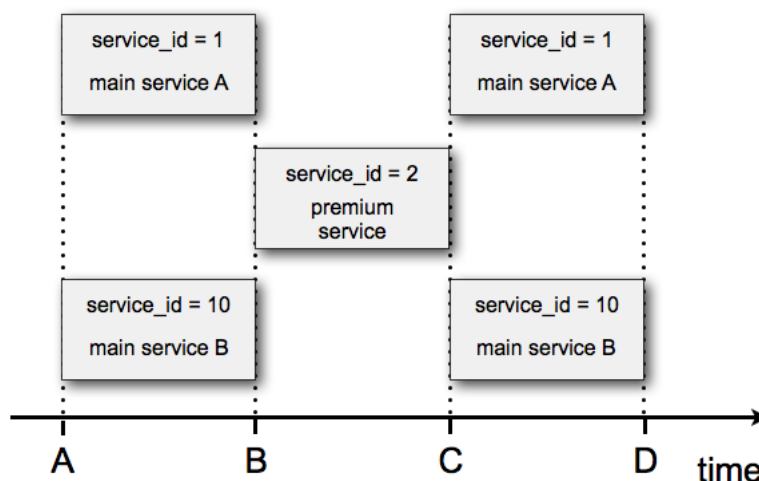 service_id = 1
main service A
service_id = 1
main service A
service_id = 2
premium
service
service_id = 10
main service B
service_id = 10
main service B
A
B
C
D
time